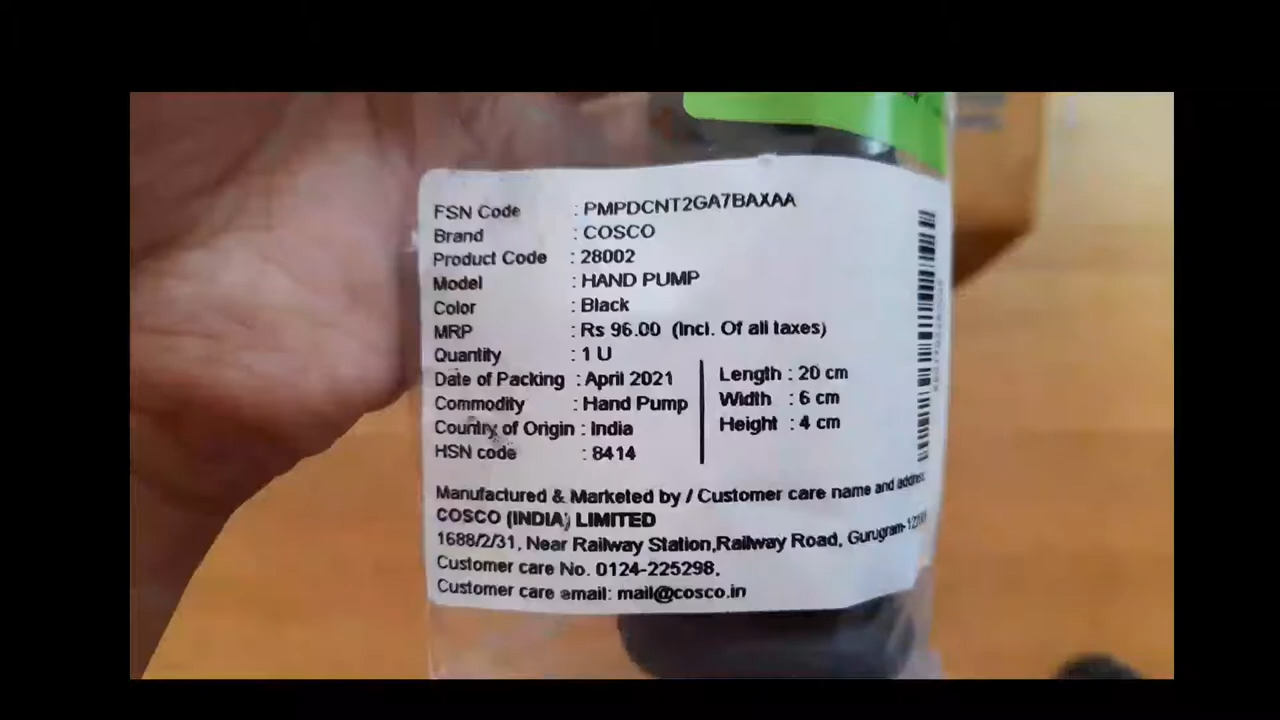 FSN Code : PMPDCNT2GA7BAXAA
Brand : COSCO
Product Code : 28002
Model : HAND PUMP
Color : Black
MRP : Rs 96.00 (Incl. Of all taxes)
Quantity : 1 U
Date of Packing : April 2021
Commodity : Hand Pump
Country of Origin : India
HSN code : 8414
Length : 20 cm
Width : 6 cm
Height : 4 cm
Manufactured & Marketed by / Customer care name and address
COSCO (INDIA) LIMITED
1688/2/31, Near Railway Station,Railway Road, Gurugram-
Customer care No. 0124-225298,
Customer care email: mail@cosco.in